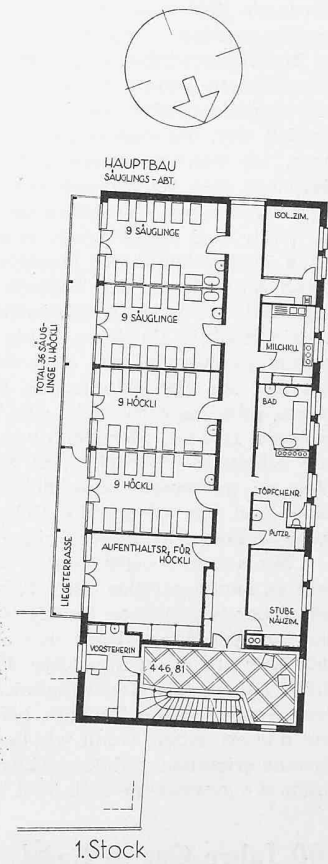 HAUPTBAU
SÄUGLINGS-ABT.
ISOL.ZIM.
9 SÄUGLINGE
9 SÄUGLINGE
MILCHKÜ.
TOTAL 36 SÄUG-
LINGE U. HÖCKLI
9 HÖCKLI
BAD
9 HÖCKLI
TÖPFCHENR.
PUTZR.
AUFENTHALTSR. FÜR
HÖCKLI
LIEGETERRASSE
STUBE
NÄHZIM.
VORSTEHERIN
446,81
1. Stock